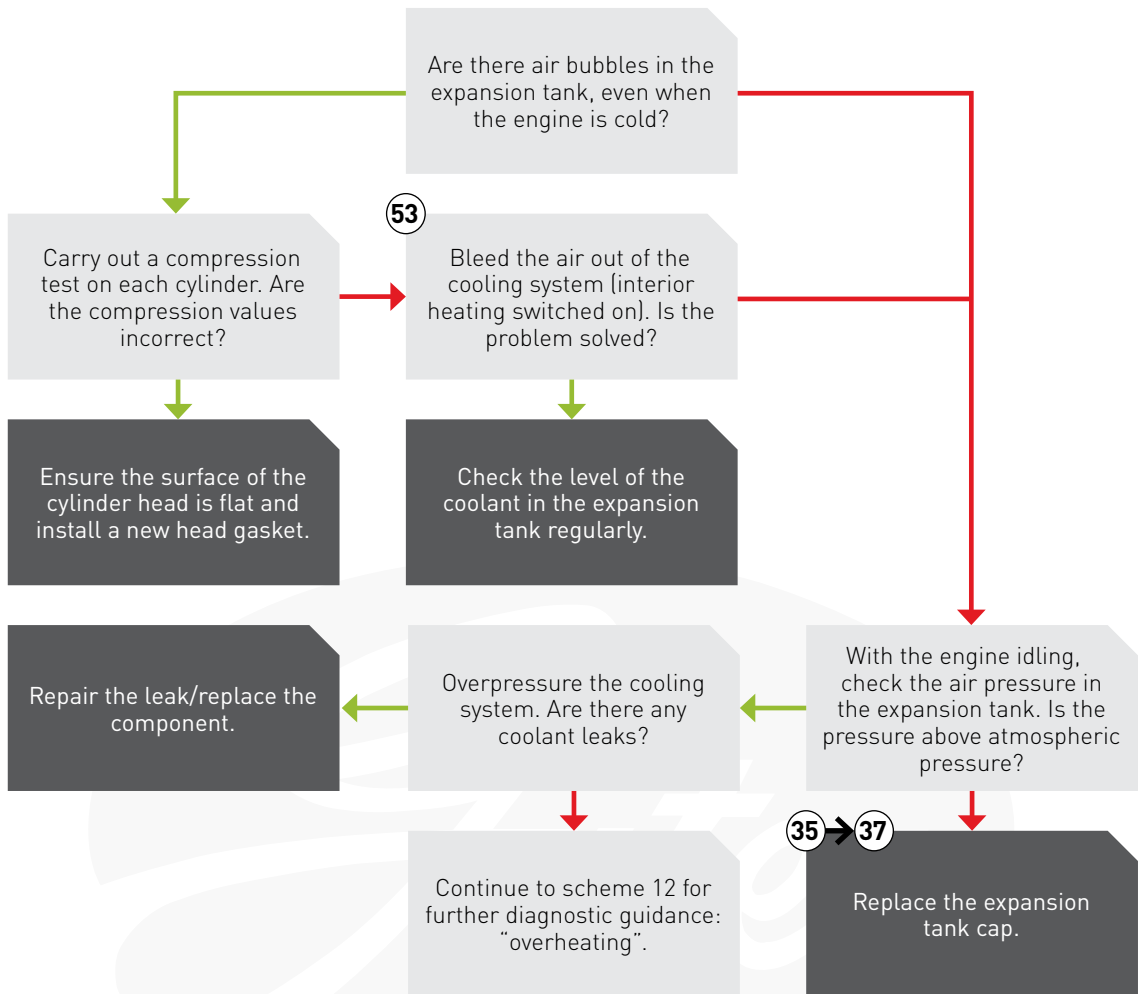 Are there air bubbles in the
expansion tank, even when
the engine is cold?
53
Carry out a compression
test on each cylinder. Are
the compression values
incorrect?
Bleed the air out of the
cooling system (interior
heating switched on). Is the
problem solved?
Ensure the surface of the
cylinder head is flat and
install a new head gasket.
Check the level of the
coolant in the expansion
tank regularly.
Repair the leak/replace the
component.
Overpressure the cooling
system. Are there any
coolant leaks?
With the engine idling,
check the air pressure in
the expansion tank. Is the
pressure above atmospheric
pressure?
35 → 37
Continue to scheme 12 for
further diagnostic guidance:
“overheating”.
Replace the expansion
tank cap.